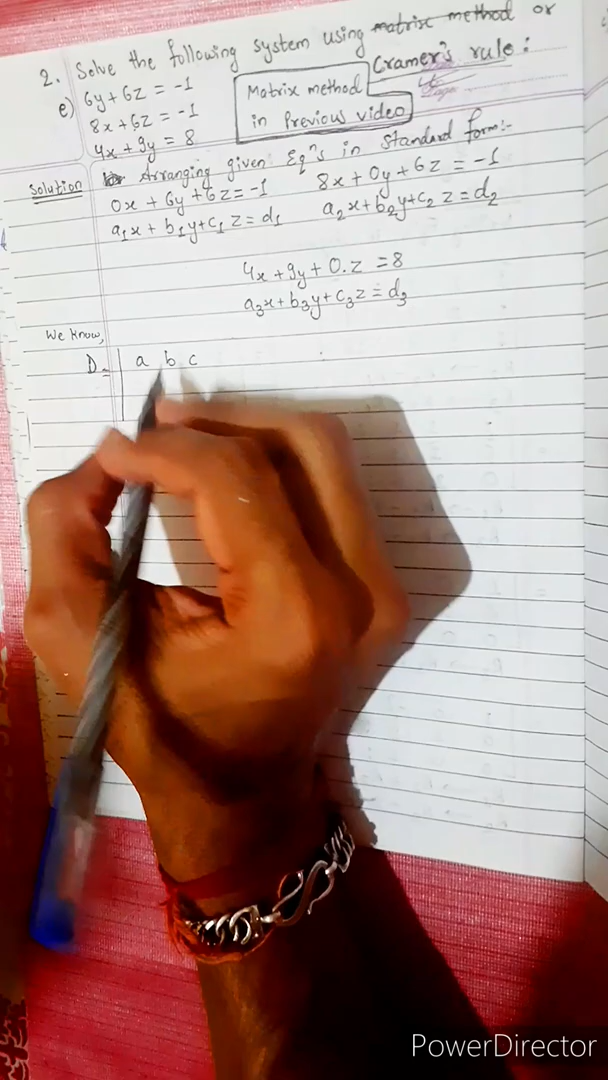 2. Solve the following system using matrix method or
Cramer's rule:
e) 6y + 6z = -1
8x + 6z = -1
4x + 9y = 8
Matrix method
in Previous video
Solution Arranging given Eqⁿs in standard form:-
0x + 6y + 6z = -1 8x + 0y + 6z = -1
a₁x + b₁y + c₁z = d₁ a₂x + b₂y + c₂z = d₂
4x + 9y + 0.z = 8
a₃x + b₃y + c₃z = d₃
We know,
D = | a b c
PowerDirector